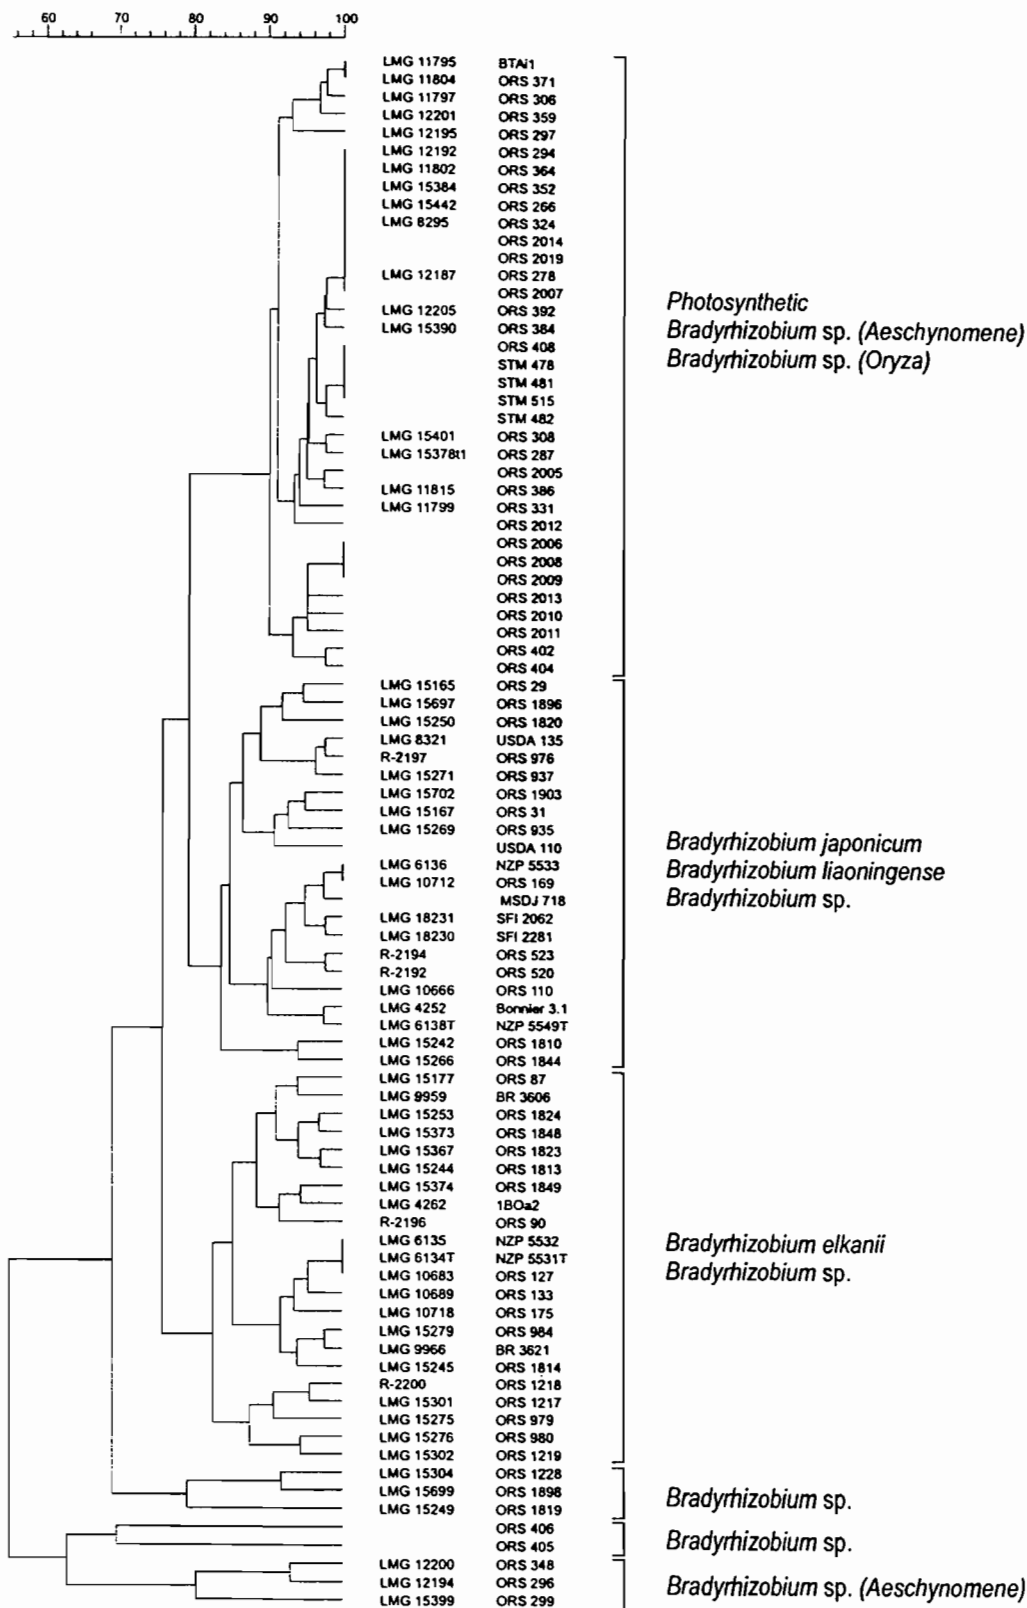 60 70 80 90 100
LMG 11795 BTAi1
LMG 11804 ORS 371
LMG 11797 ORS 306
LMG 12201 ORS 359
LMG 12195 ORS 297
LMG 12192 ORS 294
LMG 11802 ORS 364
LMG 15384 ORS 352
LMG 15442 ORS 266
LMG 8295 ORS 324
ORS 2014
ORS 2019
LMG 12187 ORS 278
ORS 2007
LMG 12205 ORS 392
LMG 15390 ORS 384
ORS 408
STM 478
STM 481
STM 515
STM 482
LMG 15401 ORS 308
LMG 15378t1 ORS 287
ORS 2005
LMG 11815 ORS 386
LMG 11799 ORS 331
ORS 2012
ORS 2006
ORS 2008
ORS 2009
ORS 2013
ORS 2010
ORS 2011
ORS 402
ORS 404
Photosynthetic
Bradyrhizobium sp. (Aeschynomene)
Bradyrhizobium sp. (Oryza)
LMG 15165 ORS 29
LMG 15697 ORS 1896
LMG 15250 ORS 1820
LMG 8321 USDA 135
R-2197 ORS 976
LMG 15271 ORS 937
LMG 15702 ORS 1903
LMG 15167 ORS 31
LMG 15269 ORS 935
USDA 110
LMG 6136 NZP 5533
LMG 10712 ORS 169
MSDJ 718
LMG 18231 SFI 2062
LMG 18230 SFI 2281
R-2194 ORS 523
R-2192 ORS 520
LMG 10666 ORS 110
LMG 4252 Bonnier 3.1
LMG 6138T NZP 5549T
LMG 15242 ORS 1810
LMG 15266 ORS 1844
Bradyrhizobium japonicum
Bradyrhizobium liaoningense
Bradyrhizobium sp.
LMG 15177 ORS 87
LMG 9959 BR 3606
LMG 15253 ORS 1824
LMG 15373 ORS 1848
LMG 15367 ORS 1823
LMG 15244 ORS 1813
LMG 15374 ORS 1849
LMG 4262 1BOa2
R-2196 ORS 90
LMG 6135 NZP 5532
LMG 6134T NZP 5531T
LMG 10683 ORS 127
LMG 10689 ORS 133
LMG 10718 ORS 175
LMG 15279 ORS 984
LMG 9966 BR 3621
LMG 15245 ORS 1814
R-2200 ORS 1218
LMG 15301 ORS 1217
LMG 15275 ORS 979
LMG 15276 ORS 980
LMG 15302 ORS 1219
Bradyrhizobium elkanii
Bradyrhizobium sp.
LMG 15304 ORS 1228
LMG 15699 ORS 1898
LMG 15249 ORS 1819
Bradyrhizobium sp.
ORS 406
ORS 405
Bradyrhizobium sp.
LMG 12200 ORS 348
LMG 12194 ORS 296
LMG 15399 ORS 299
Bradyrhizobium sp. (Aeschynomene)